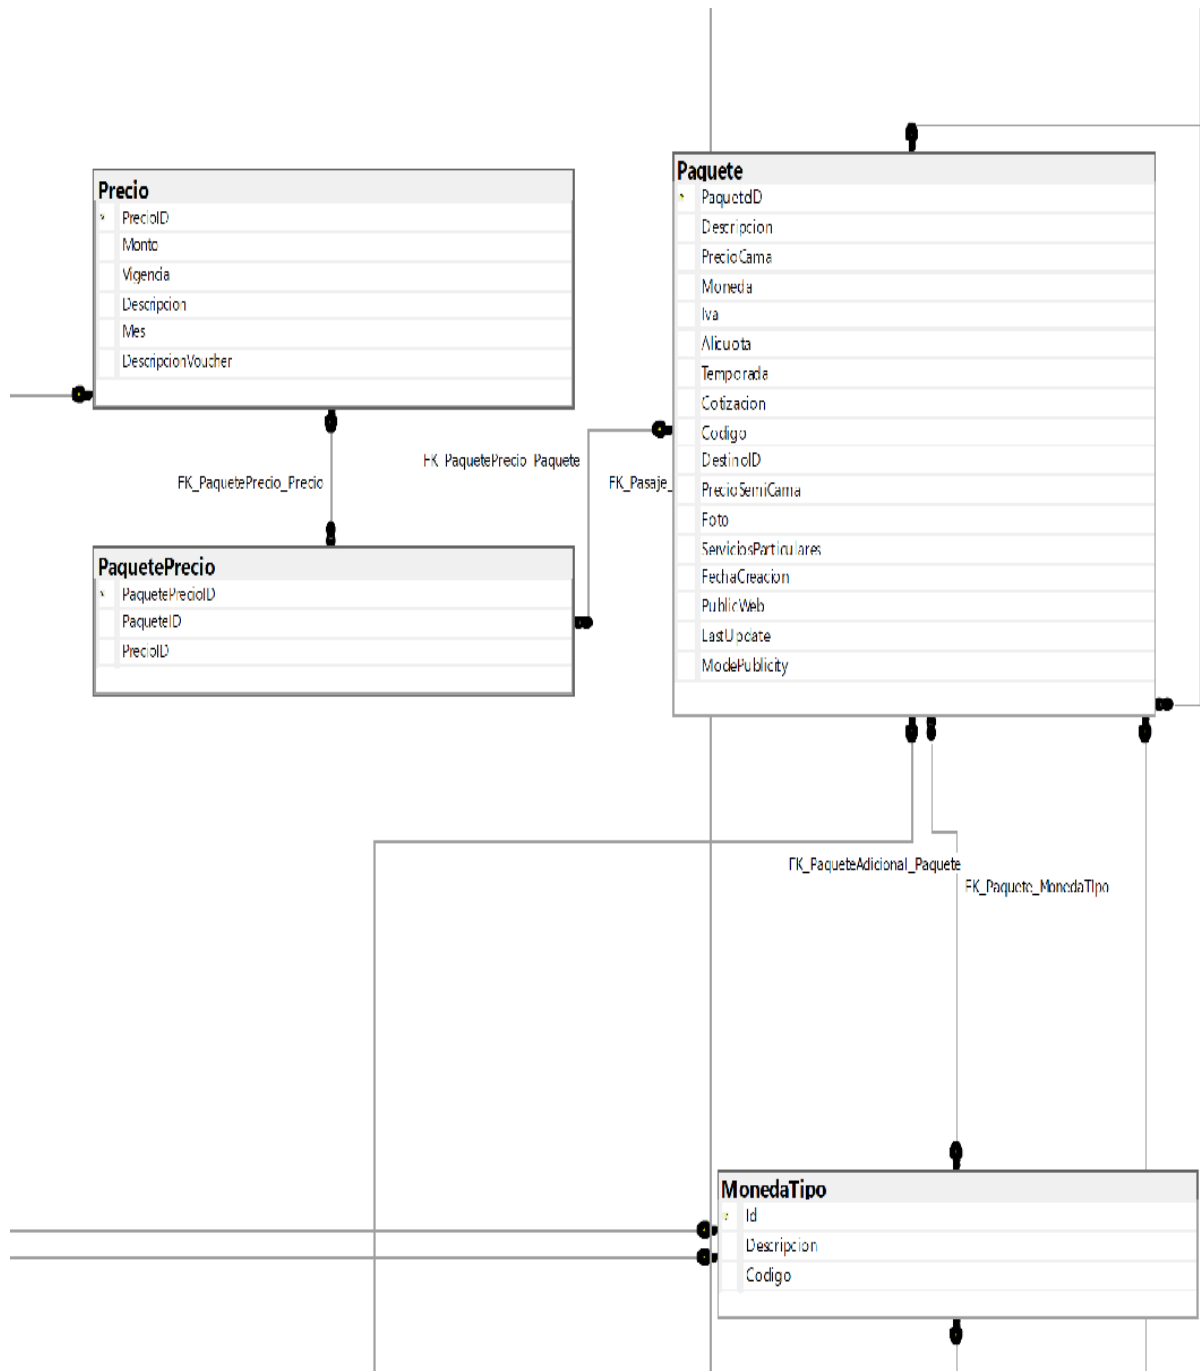 Precio
PrecioID
Monto
Vigencia
Descripcion
Mes
DescripcionVoucher
FK_PaquetePrecio_Precio
FK_PaquetePrecio_Paquete
FK_Pasaje_
PaquetePrecio
PaquetePrecioID
PaqueteID
PrecioID
Paquete
PaqueteID
Descripcion
PrecioCama
Moneda
Iva
Alicuota
Temporada
Cotizacion
Codigo
DestinoID
PrecioSemiCama
Foto
ServiciosParticulares
FechaCreacion
PublicWeb
LastUpdate
ModePublicity
FK_PaqueteAdicional_Paquete
FK_Paquete_MonedaTipo
MonedaTipo
Id
Descripcion
Codigo